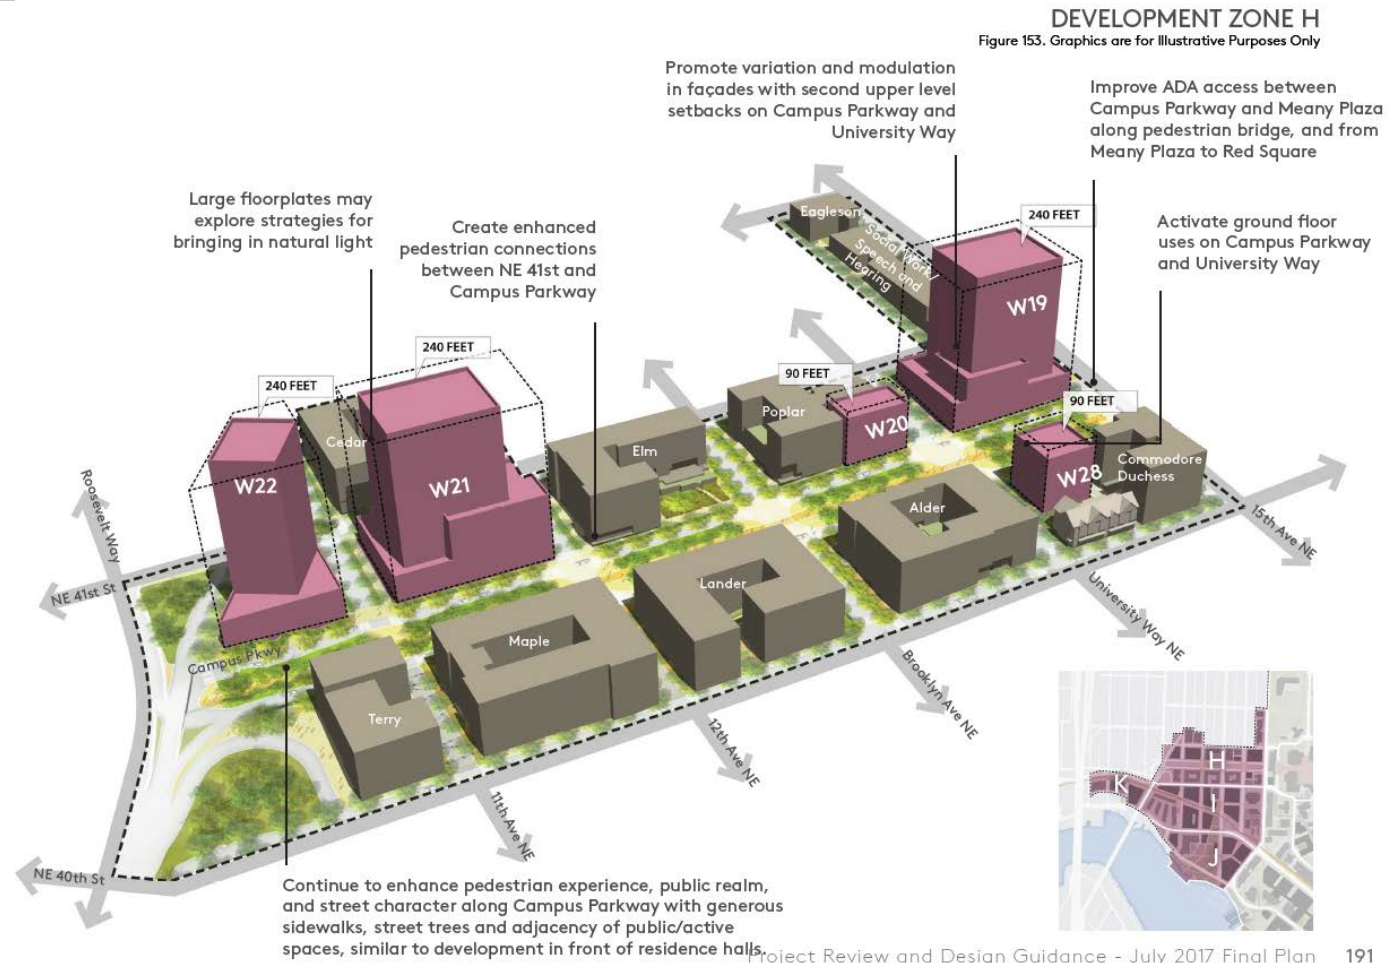 DEVELOPMENT ZONE H
Figure 153. Graphics are for Illustrative Purposes Only
Promote variation and modulation
in façades with second upper level
setbacks on Campus Parkway and
University Way
Improve ADA access between
Campus Parkway and Meany Plaza
along pedestrian bridge, and from
Meany Plaza to Red Square
Large floorplates may
explore strategies for
bringing in natural light
Create enhanced
pedestrian connections
between NE 41st and
Campus Parkway
Activate ground floor
uses on Campus Parkway
and University Way
Eagleson
Social Work/
Speech and
Hearing
240 FEET
W19
240 FEET
240 FEET
90 FEET
90 FEET
Cedar
W22
W21
Elm
Poplar
W20
W28
Commodore
Duchess
Alder
Lander
Maple
Terry
Roosevelt Way
NE 41st St
Campus Pkwy
NE 40th St
11th Ave NE
12th Ave NE
Brooklyn Ave NE
University Way NE
15th Ave NE
H
K
I
J
Continue to enhance pedestrian experience, public realm,
and street character along Campus Parkway with generous
sidewalks, street trees and adjacency of public/active
spaces, similar to development in front of residence halls.
Project Review and Design Guidance - July 2017 Final Plan 191